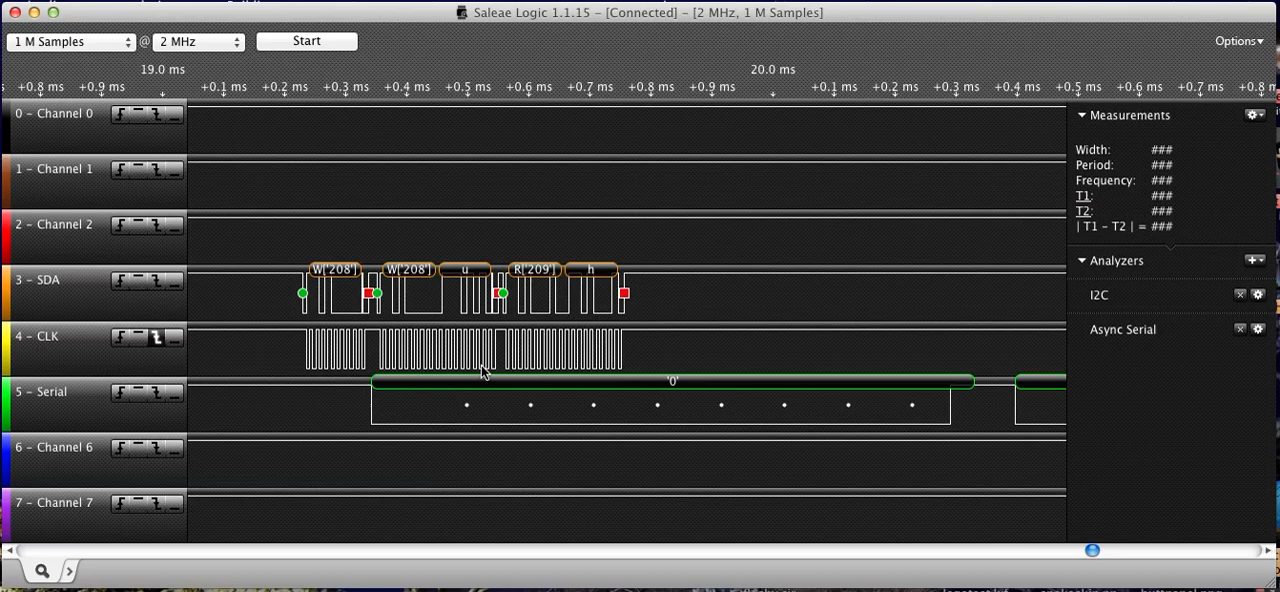 Saleae Logic 1.1.15 - [Connected] - [2 MHz, 1 M Samples]
1 M Samples @ 2 MHz Start Options
19.0 ms 20.0 ms
s +0.8 ms +0.9 ms +0.1 ms +0.2 ms +0.3 ms +0.4 ms +0.5 ms +0.6 ms +0.7 ms +0.8 ms +0.9 ms +0.1 ms +0.2 ms +0.3 ms +0.4 ms +0.5 ms +0.6 ms +0.7 ms +0.8 m
0 - Channel 0
1 - Channel 1
2 - Channel 2
3 - SDA
W['208'] W['208'] u R['209'] h
4 - CLK
5 - Serial
'0'
6 - Channel 6
7 - Channel 7
Measurements
Width: ###
Period: ###
Frequency: ###
T1: ###
T2: ###
| T1 - T2 | = ###
Analyzers
I2C
Async Serial